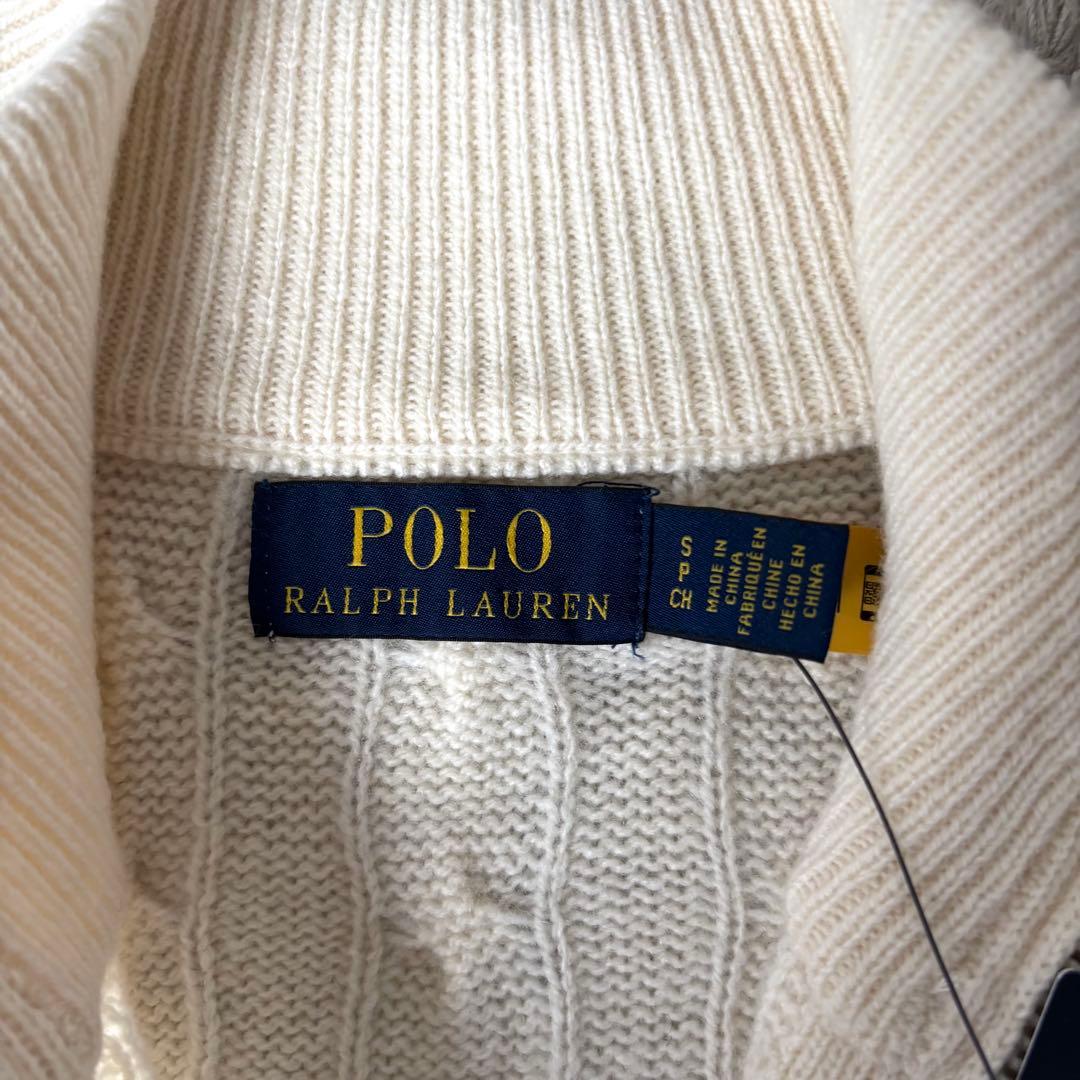 POLO
RALPH LAUREN
S
P
CH
MADE IN
CHINA
FABRIQUÉ EN
CHINE
HECHO EN
CHINA